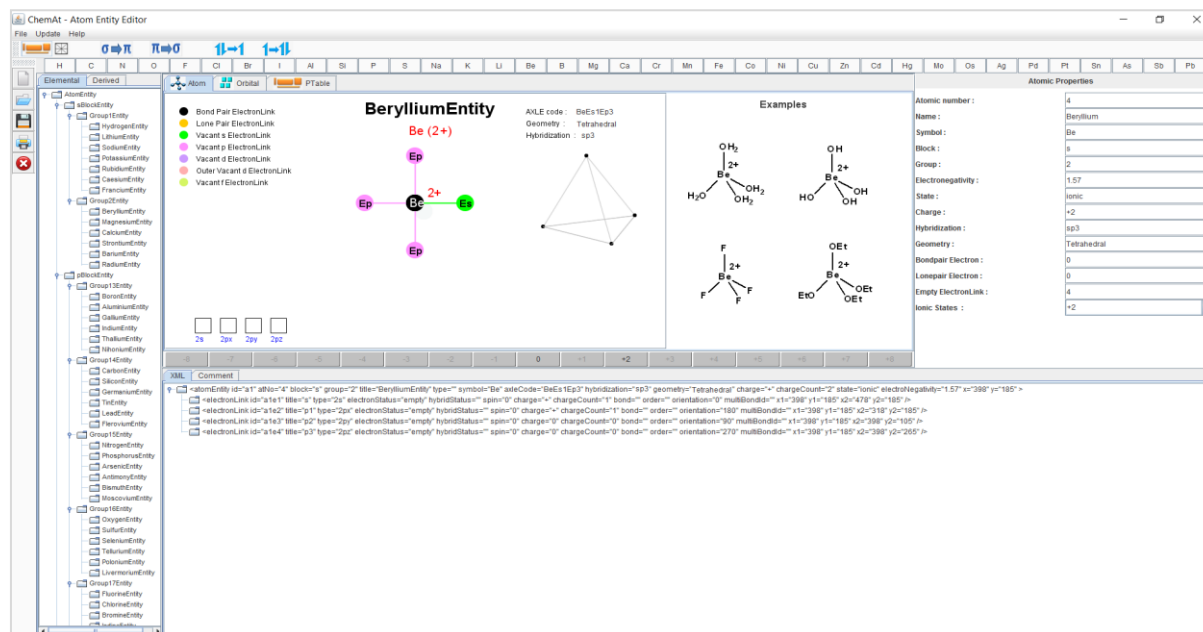 ChemAt - Atom Entity Editor
File Update Help
σ⇒π π⇒σ 1⇂→1 1→1⇂
H C N O F Cl Br I Al Si P S Na K Li Be B Mg Ca Cr Mn Fe Co Ni Cu Zn Cd Hg Mo Os Ag Pd Pt Sn As Sb Pb
Elemental Derived
AtomEntity
sBlockEntity
Group1Entity
HydrogenEntity
LithiumEntity
SodiumEntity
PotassiumEntity
RubidiumEntity
CaesiumEntity
FranciumEntity
Group2Entity
BerylliumEntity
MagnesiumEntity
CalciumEntity
StrontiumEntity
BariumEntity
RadiumEntity
pBlockEntity
Group13Entity
BoronEntity
AluminiumEntity
GalliumEntity
IndiumEntity
ThalliumEntity
NihoniumEntity
Group14Entity
CarbonEntity
SiliconEntity
GermaniumEntity
TinEntity
LeadEntity
FleroviumEntity
Group15Entity
NitrogenEntity
PhosphorusEntity
ArsenicEntity
AntimonyEntity
BismuthEntity
MoscoviumEntity
Group16Entity
OxygenEntity
SulfurEntity
SeleniumEntity
TelluriumEntity
PoloniumEntity
LivermoriumEntity
Group17Entity
FluorineEntity
ChlorineEntity
BromineEntity
Atom Orbital PTable
Bond Pair ElectronLink
Lone Pair ElectronLink
Vacant s ElectronLink
Vacant p ElectronLink
Vacant d ElectronLink
Outer Vacant d ElectronLink
Vacant f ElectronLink
BerylliumEntity
Be (2+)
Ep
2+
Ep Be Es
Ep
2s 2px 2py 2pz
AXLE code : BeEs1Ep3
Geometry : Tetrahedral
Hybridization : sp3
Examples
OH2
2+
Be
H2O OH2
OH2
OH
2+
Be
HO OH
OH
F
2+
Be
F F
F
OEt
2+
Be
EtO OEt
OEt
-8 -7 -6 -5 -4 -3 -2 -1 0 +1 +2 +3 +4 +5 +6 +7 +8
Atomic Properties
Atomic number : 4
Name : Beryllium
Symbol : Be
Block : s
Group : 2
Electronegativity : 1.57
State : ionic
Charge : +2
Hybridization : sp3
Geometry : Tetrahedral
Bondpair Electron : 0
Lonepair Electron : 0
Empty ElectronLink : 4
Ionic States : +2
XML Comment
<atomEntity id="a1" atNo="4" block="s" group="2" title="BerylliumEntity" type="" symbol="Be" axleCode="BeEs1Ep3" hybridization="sp3" geometry="Tetrahedral" charge="+" chargeCount="2" state="ionic" electroNegativity="1.57" x="398" y="185" >
<electronLink id="a1e1" title="s" type="2s" electronStatus="empty" hybridStatus="" spin="0" charge="+" chargeCount="1" bond="" order="" orientation="0" multiBondId="" x1="398" y1="185" x2="478" y2="185" />
<electronLink id="a1e2" title="p1" type="2px" electronStatus="empty" hybridStatus="" spin="0" charge="+" chargeCount="1" bond="" order="" orientation="180" multiBondId="" x1="398" y1="185" x2="318" y2="185" />
<electronLink id="a1e3" title="p2" type="2py" electronStatus="empty" hybridStatus="" spin="0" charge="0" chargeCount="0" bond="" order="" orientation="90" multiBondId="" x1="398" y1="185" x2="398" y2="105" />
<electronLink id="a1e4" title="p3" type="2pz" electronStatus="empty" hybridStatus="" spin="0" charge="0" chargeCount="0" bond="" order="" orientation="270" multiBondId="" x1="398" y1="185" x2="398" y2="265" />